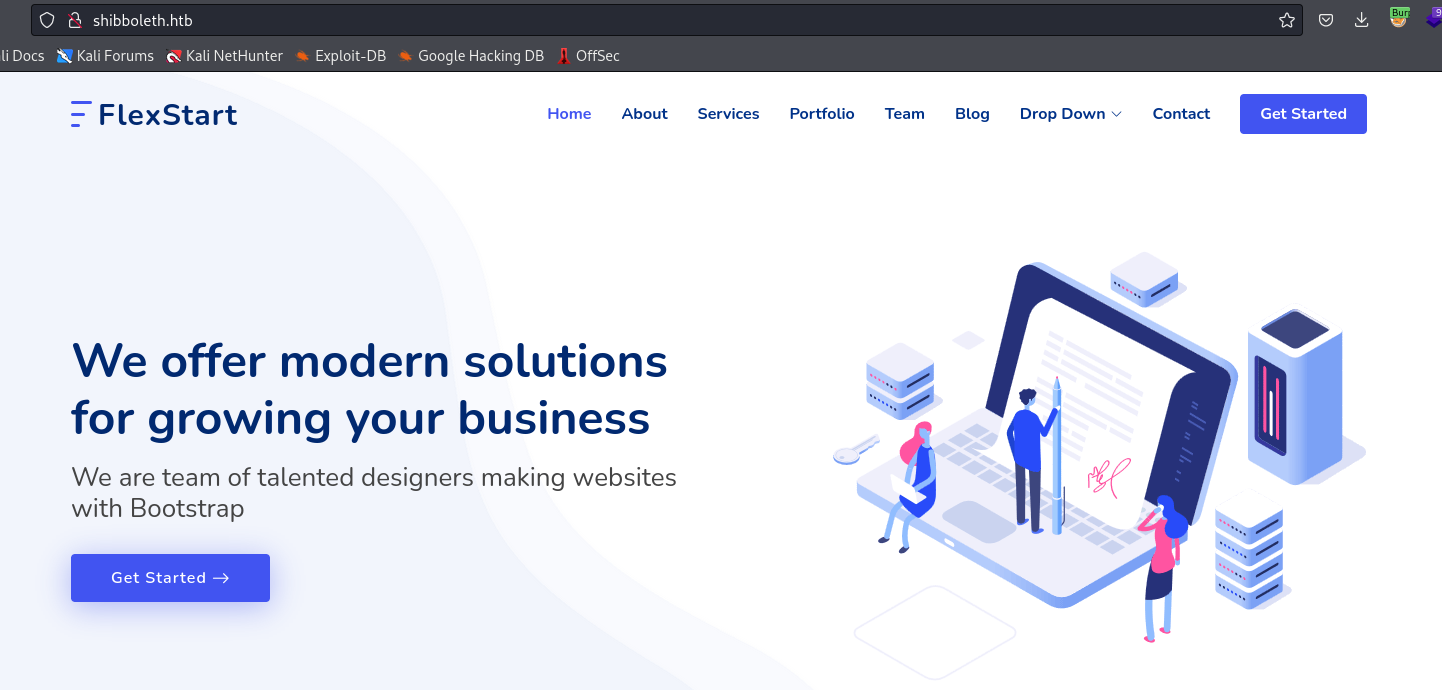 shibboleth.htb
Kali Forums Kali NetHunter Exploit-DB Google Hacking DB OffSec
FlexStart Home About Services Portfolio Team Blog Drop Down Contact Get Started
We offer modern solutions
for growing your business
We are team of talented designers making websites
with Bootstrap
Get Started →